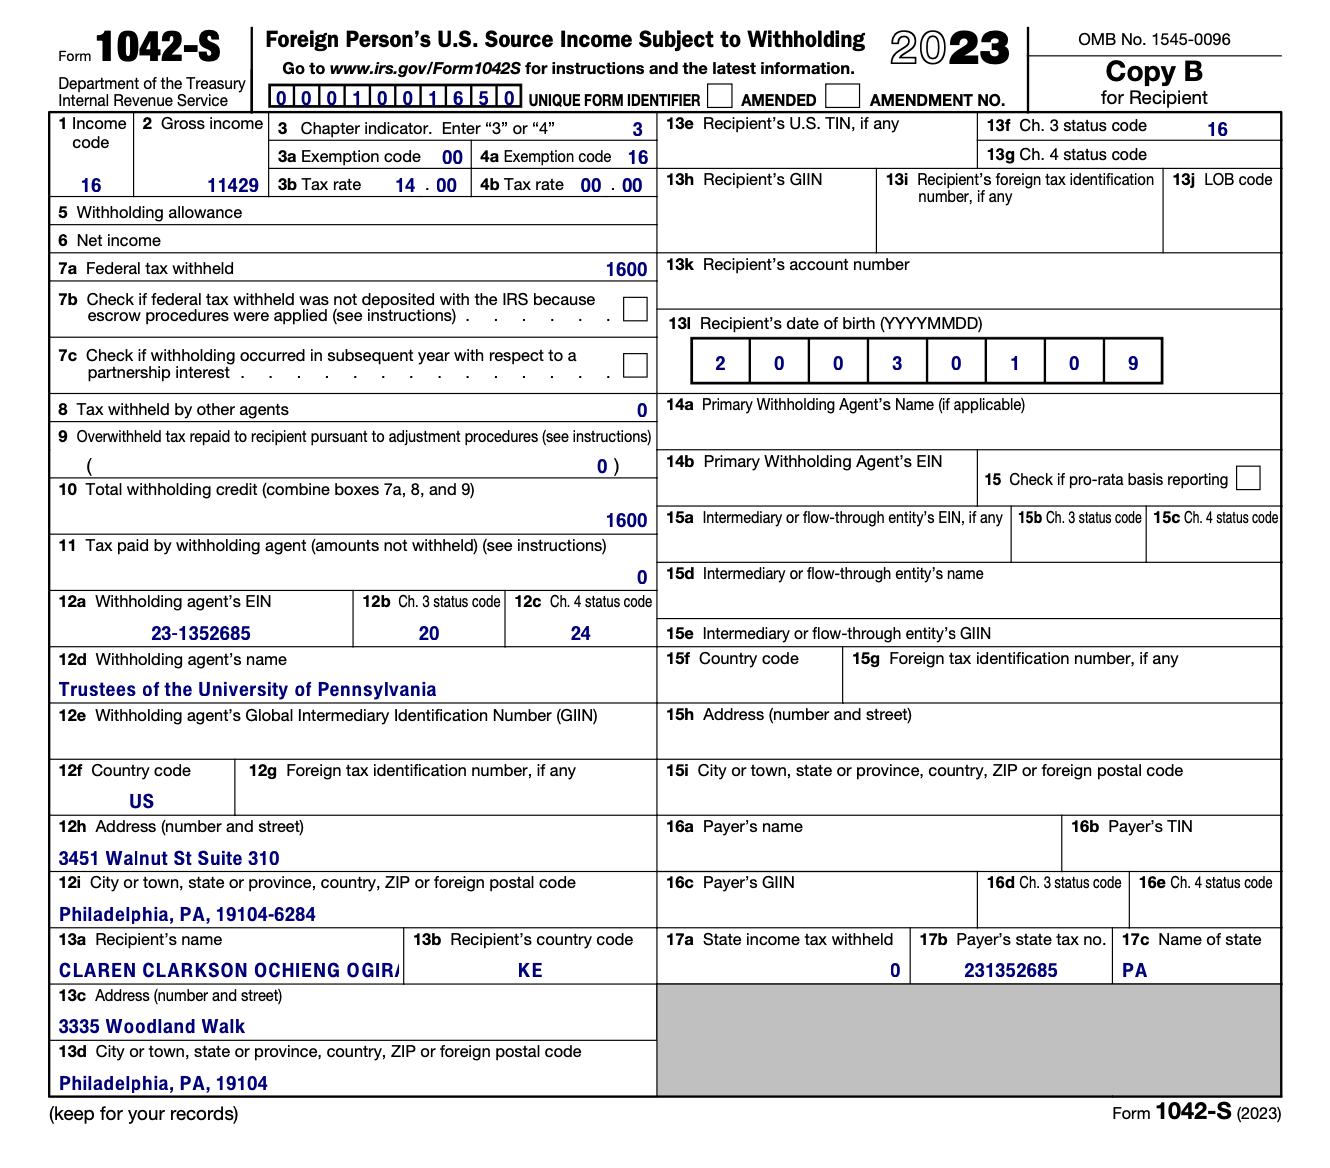 Form 1042-S
Department of the Treasury
Internal Revenue Service
Foreign Person's U.S. Source Income Subject to Withholding
Go to www.irs.gov/Form1042S for instructions and the latest information.
2023
OMB No. 1545-0096
Copy B
for Recipient
0 0 0 1 0 0 1 6 5 0 UNIQUE FORM IDENTIFIER AMENDED AMENDMENT NO.
1 Income code
16
2 Gross income
11429
3 Chapter indicator. Enter “3” or “4” 3
3a Exemption code 00
4a Exemption code 16
3b Tax rate 14 . 00
4b Tax rate 00 . 00
5 Withholding allowance
6 Net income
7a Federal tax withheld 1600
7b Check if federal tax withheld was not deposited with the IRS because
escrow procedures were applied (see instructions) . . . . . .
7c Check if withholding occurred in subsequent year with respect to a
partnership interest . . . . . . . . . . . . . .
8 Tax withheld by other agents 0
9 Overwithheld tax repaid to recipient pursuant to adjustment procedures (see instructions)
( 0 )
10 Total withholding credit (combine boxes 7a, 8, and 9)
1600
11 Tax paid by withholding agent (amounts not withheld) (see instructions)
0
12a Withholding agent's EIN
23-1352685
12b Ch. 3 status code
20
12c Ch. 4 status code
24
12d Withholding agent's name
Trustees of the University of Pennsylvania
12e Withholding agent's Global Intermediary Identification Number (GIIN)
12f Country code
US
12g Foreign tax identification number, if any
12h Address (number and street)
3451 Walnut St Suite 310
12i City or town, state or province, country, ZIP or foreign postal code
Philadelphia, PA, 19104-6284
13a Recipient's name
CLAREN CLARKSON OCHIENG OGIRA
13b Recipient's country code
KE
13c Address (number and street)
3335 Woodland Walk
13d City or town, state or province, country, ZIP or foreign postal code
Philadelphia, PA, 19104
13e Recipient's U.S. TIN, if any
13f Ch. 3 status code 16
13g Ch. 4 status code
13h Recipient's GIIN
13i Recipient's foreign tax identification
number, if any
13j LOB code
13k Recipient's account number
13l Recipient's date of birth (YYYYMMDD)
2 0 0 3 0 1 0 9
14a Primary Withholding Agent's Name (if applicable)
14b Primary Withholding Agent's EIN
15 Check if pro-rata basis reporting
15a Intermediary or flow-through entity's EIN, if any
15b Ch. 3 status code
15c Ch. 4 status code
15d Intermediary or flow-through entity's name
15e Intermediary or flow-through entity's GIIN
15f Country code
15g Foreign tax identification number, if any
15h Address (number and street)
15i City or town, state or province, country, ZIP or foreign postal code
16a Payer's name
16b Payer's TIN
16c Payer's GIIN
16d Ch. 3 status code
16e Ch. 4 status code
17a State income tax withheld
0
17b Payer's state tax no.
231352685
17c Name of state
PA
(keep for your records)
Form 1042-S (2023)